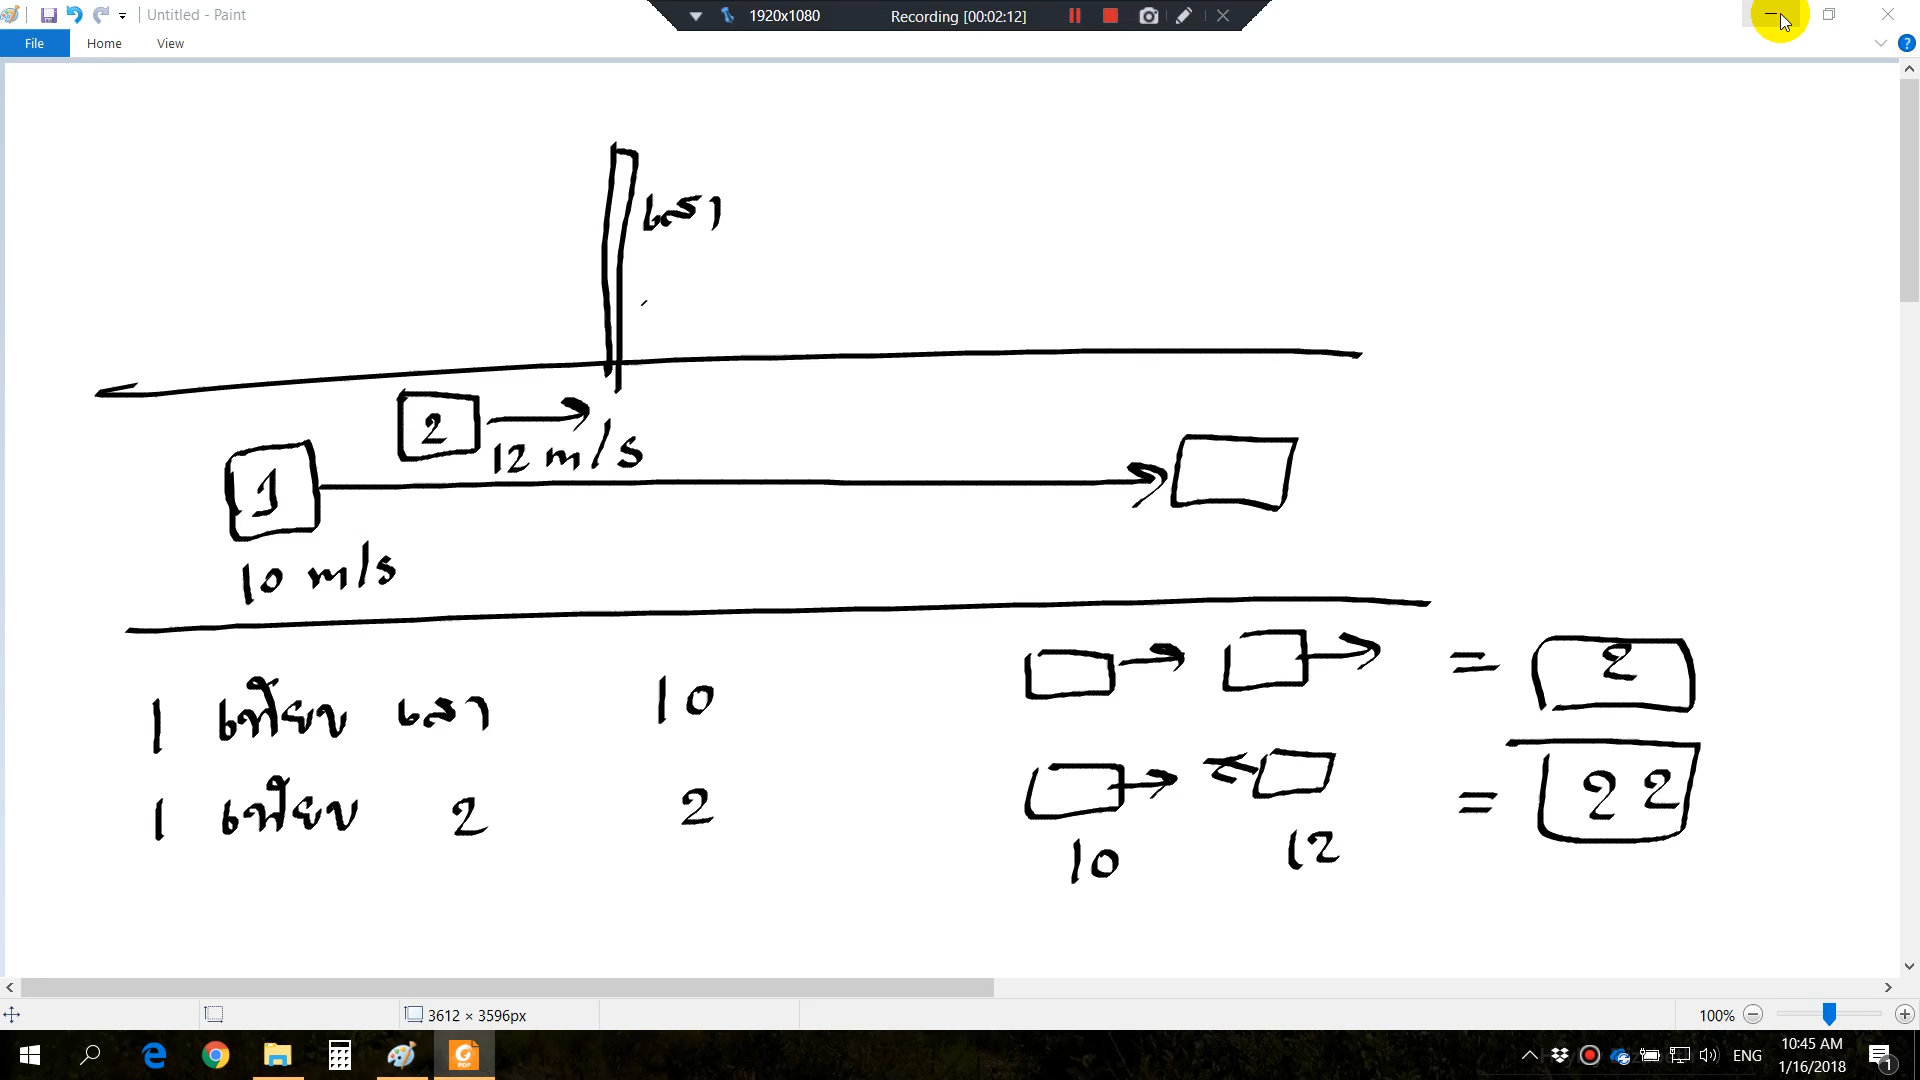 Untitled - Paint
1920x1080
Recording [00:02:12]
File
Home
View
?
เสา
2
12 m/s
1
10 m/s
1 เทียบ เสา 10
= 2
1 เทียบ 2 2
= 22
10 12
3612 × 3596px
100%
PDF
ENG
10:45 AM
1/16/2018
1